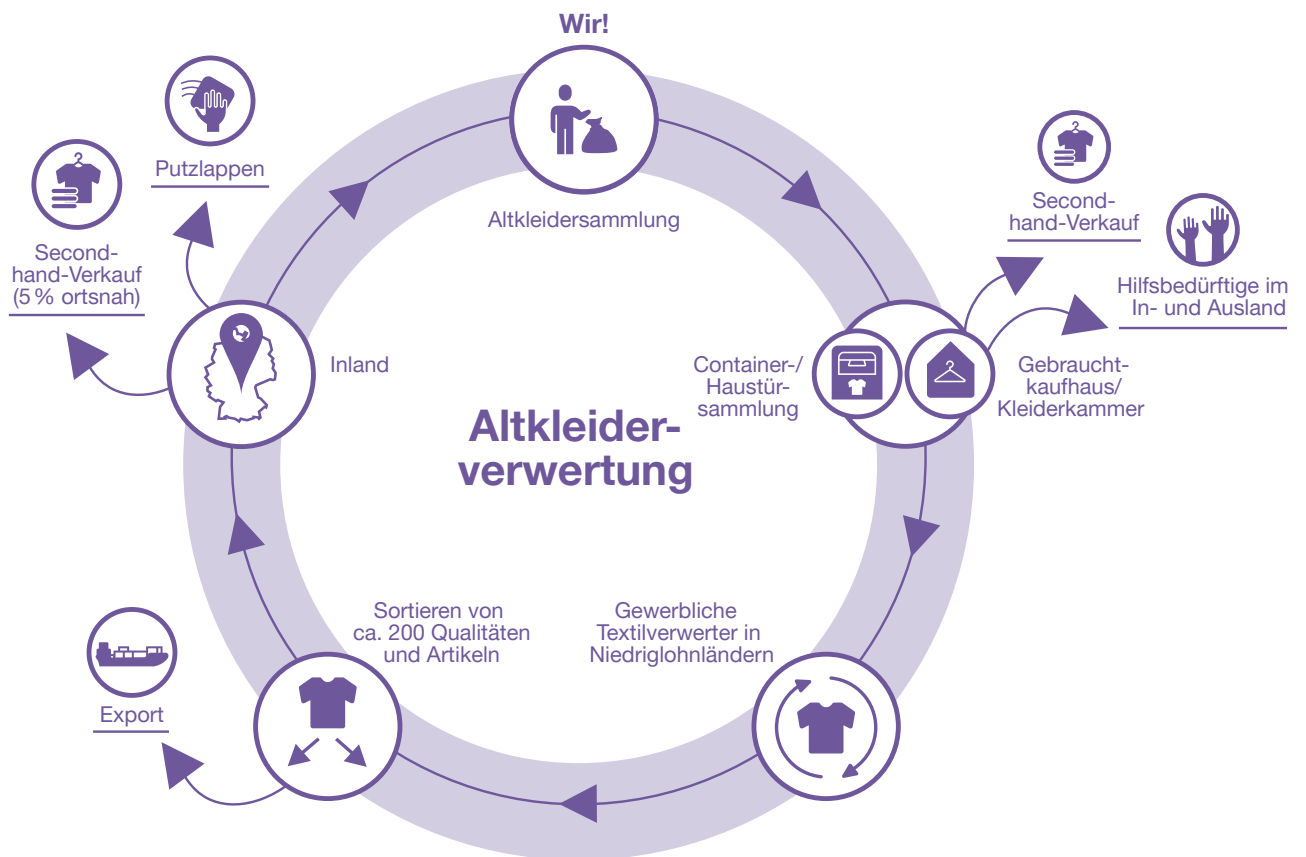 Wir!
Altkleidersammlung
Putzlappen
Second-
hand-Verkauf
(5 % ortsnah)
Second-
hand-Verkauf
Hilfsbedürftige im
In- und Ausland
Inland
Container-/
Haustür-
sammlung
Gebraucht-
kaufhaus/
Kleiderkammer
Altkleider-
verwertung
Sortieren von
ca. 200 Qualitäten
und Artikeln
Gewerbliche
Textilverwerter in
Niedriglohnländern
Export